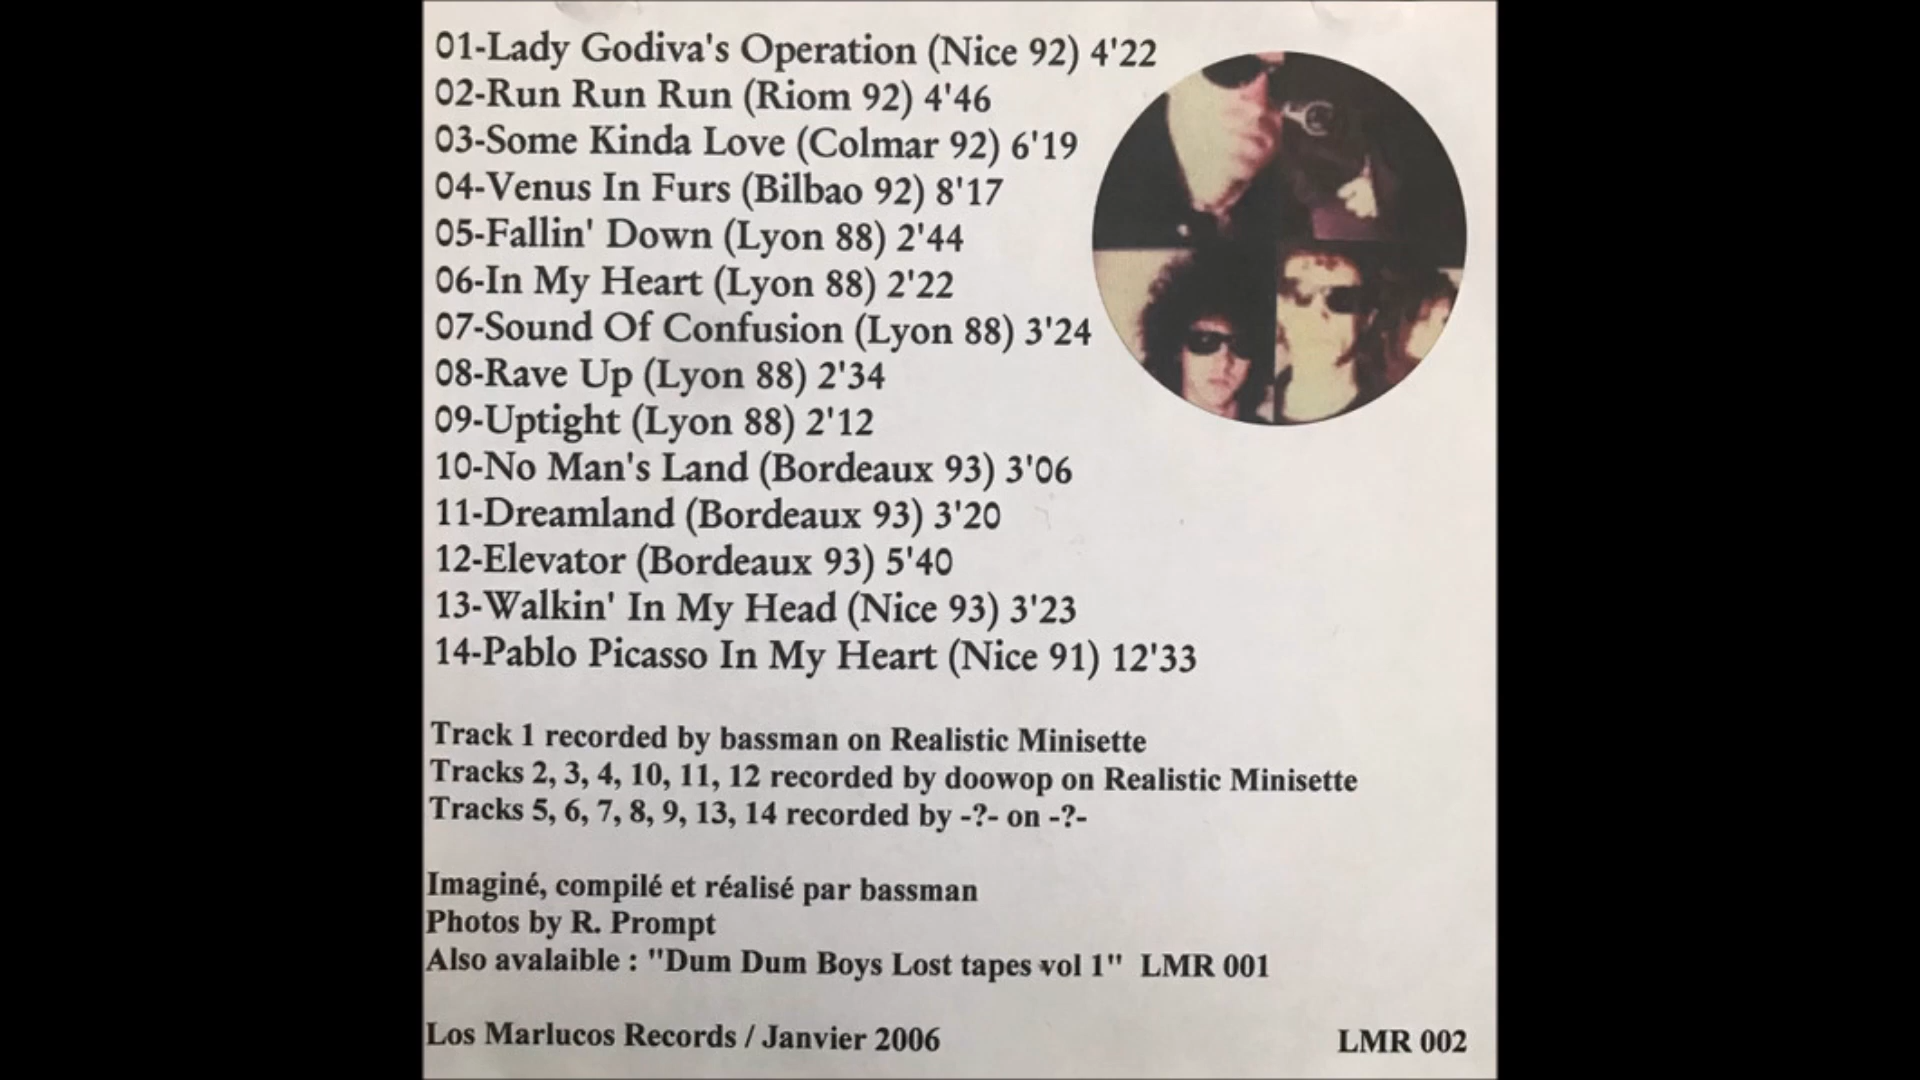 01-Lady Godiva's Operation (Nice 92) 4'22
02-Run Run Run (Riom 92) 4'46
03-Some Kinda Love (Colmar 92) 6'19
04-Venus In Furs (Bilbao 92) 8'17
05-Fallin' Down (Lyon 88) 2'44
06-In My Heart (Lyon 88) 2'22
07-Sound Of Confusion (Lyon 88) 3'24
08-Rave Up (Lyon 88) 2'34
09-Uptight (Lyon 88) 2'12
10-No Man's Land (Bordeaux 93) 3'06
11-Dreamland (Bordeaux 93) 3'20
12-Elevator (Bordeaux 93) 5'40
13-Walkin' In My Head (Nice 93) 3'23
14-Pablo Picasso In My Heart (Nice 91) 12'33
Track 1 recorded by bassman on Realistic Minisette
Tracks 2, 3, 4, 10, 11, 12 recorded by doowop on Realistic Minisette
Tracks 5, 6, 7, 8, 9, 13, 14 recorded by -?- on -?-
Imaginé, compilé et réalisé par bassman
Photos by R. Prompt
Also avalaible : "Dum Dum Boys Lost tapes vol 1" LMR 001
Los Marlucos Records / Janvier 2006 LMR 002